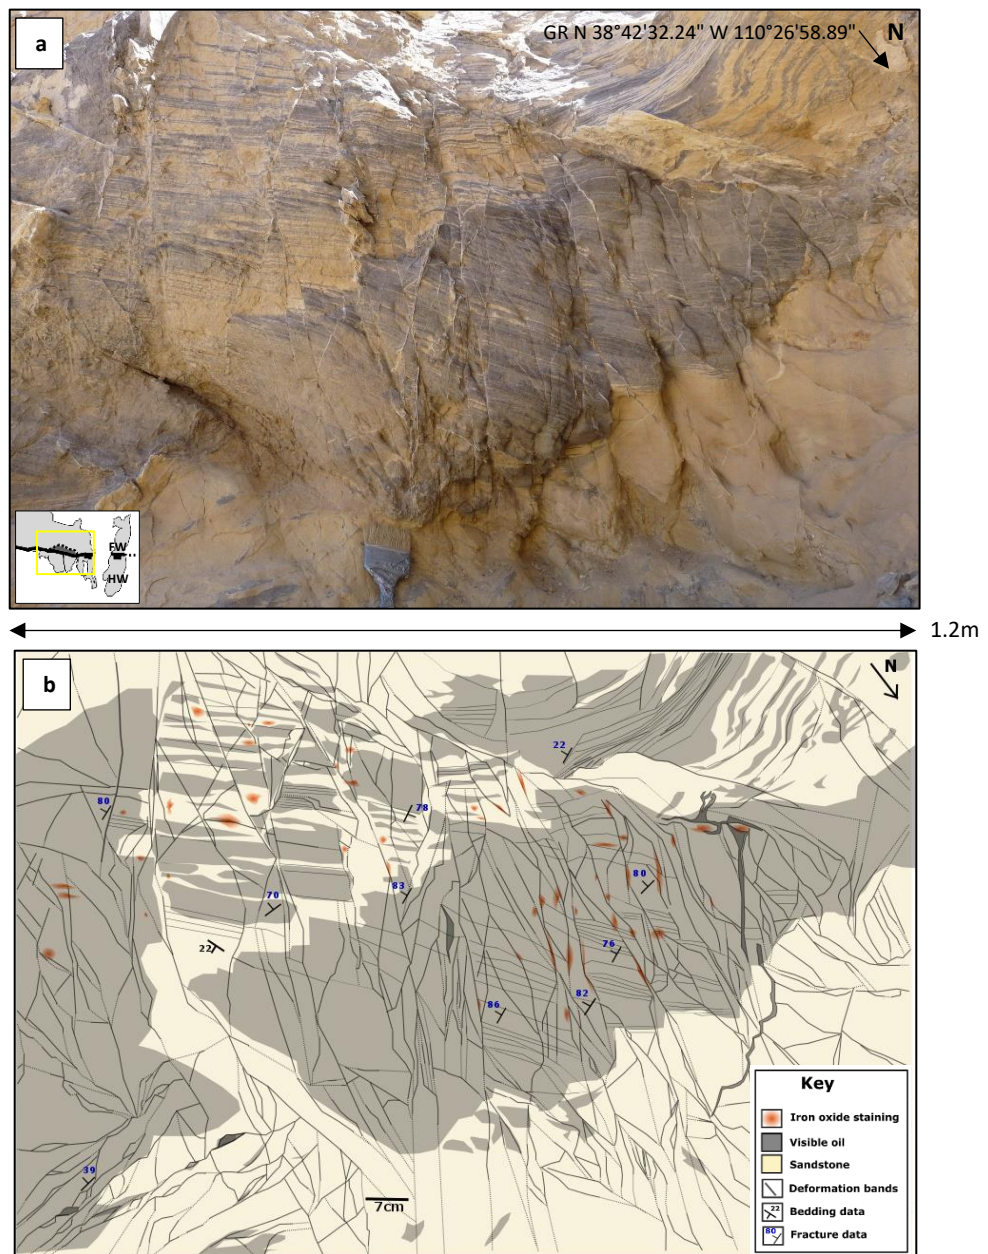 a
GR N 38°42'32.24" W 110°26'58.89"
N
FW
HW
1.2m
b
N
22
80
78
80
83
70
22
76
82
86
39
7cm
Key
Iron oxide staining
Visible oil
Sandstone
Deformation bands
22 Bedding data
80 Fracture data